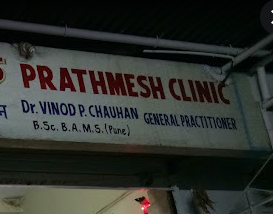 PRATHMESH CLINIC
Dr. VINOD P. CHAUHAN GENERAL PRACTITIONER
B.Sc. B.A.M.S. (Pune)